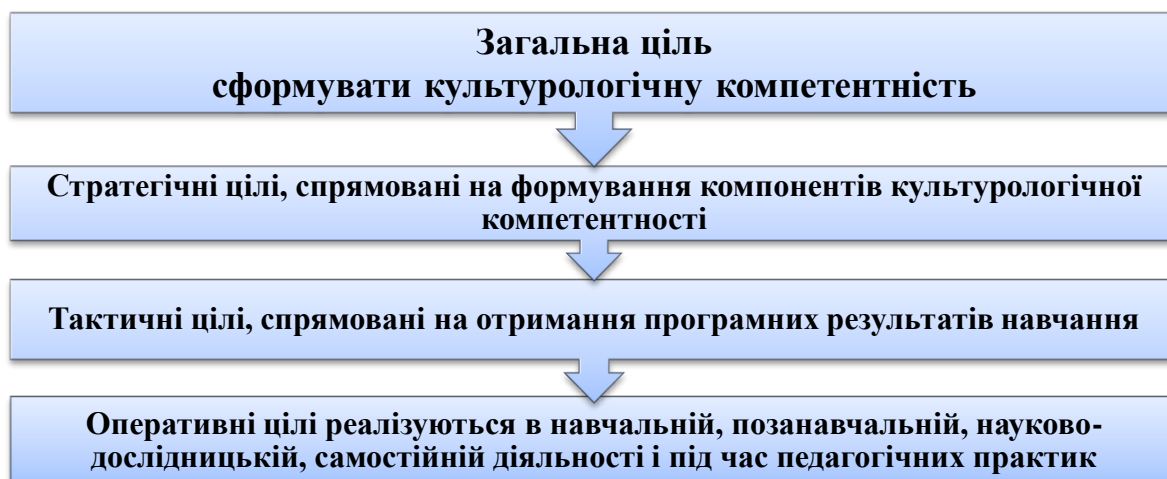 Загальна ціль
сформувати культурологічну компетентність
Стратегічні цілі, спрямовані на формування компонентів культурологічної
компетентності
Тактичні цілі, спрямовані на отримання програмних результатів навчання
Оперативні цілі реалізуються в навчальній, позанавчальній, науково-
дослідницькій, самостійній діяльності і під час педагогічних практик